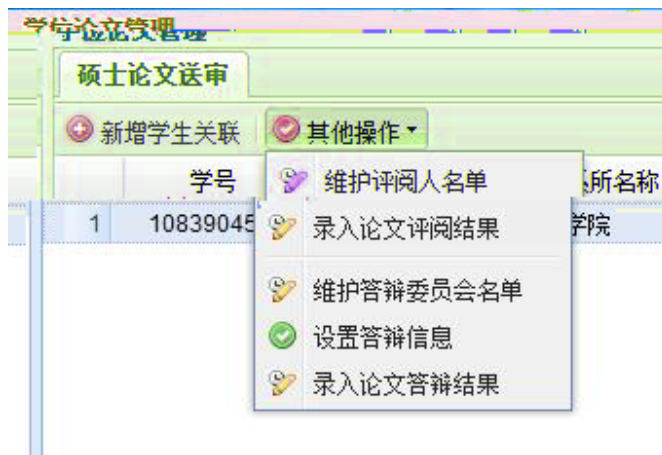 学位论文管理
硕士论文送审
新增学生关联 其他操作
学号 所名称
1 10839045 学院
维护评阅人名单
录入论文评阅结果
维护答辩委员会名单
设置答辩信息
录入论文答辩结果